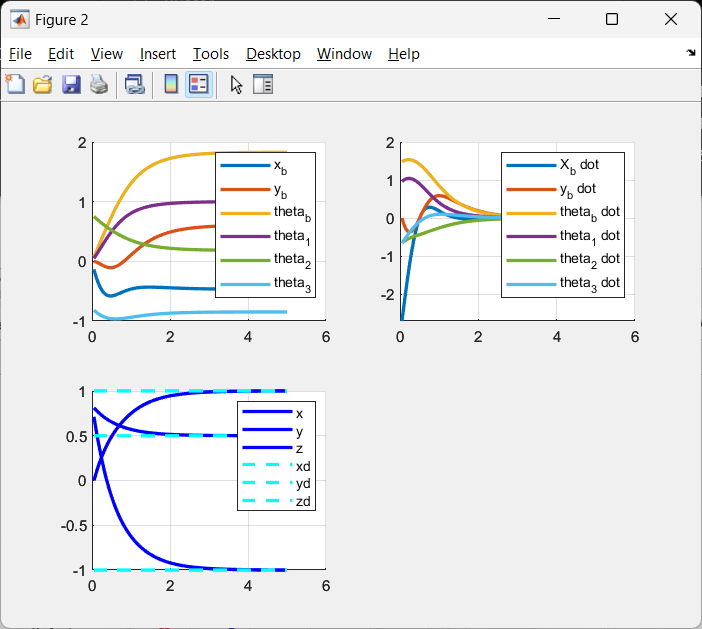 Figure 2
File Edit View Insert Tools Desktop Window Help
2
1
0
-1
0 2 4 6
x_b
y_b
theta_b
theta_1
theta_2
theta_3
2
1
0
-1
-2
0 2 4 6
X_b dot
y_b dot
theta_b dot
theta_1 dot
theta_2 dot
theta_3 dot
1
0.5
0
-0.5
-1
0 2 4 6
x
y
z
xd
yd
zd